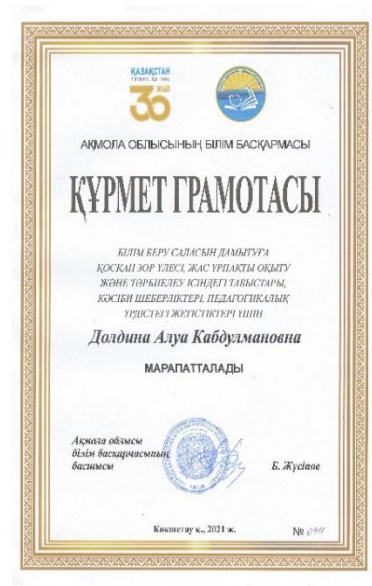 ҚАЗАҚСТАН
30 ЖЫЛ
АҚМОЛА ОБЛЫСЫНЫҢ БІЛІМ БАСҚАРМАСЫ
ҚҰРМЕТ ГРАМОТАСЫ
БІЛІМ БЕРУ САЛАСЫН ДАМЫТУҒА
ҚОСҚАН ЗОР ҮЛЕСІ, ЖАС ҰРПАҚТЫ ОҚЫТУ
ЖӘНЕ ТӘРБИЕЛЕУ ІСІНДЕГІ ТАБЫСТАРЫ,
КӘСІБИ ШЕБЕРЛІКТЕРІ, ПЕДАГОГИКАЛЫҚ
ҮРДІСТЕГІ ЖЕТІСТІКТЕРІ ҮШІН
Долдина Алуа Кабдулмановна
МАРАПАТТАЛАДЫ
Ақмола облысы
білім басқармасының
басшысы
Б. Жүсіпов
Көкшетау қ., 2021 ж.
№ 0411